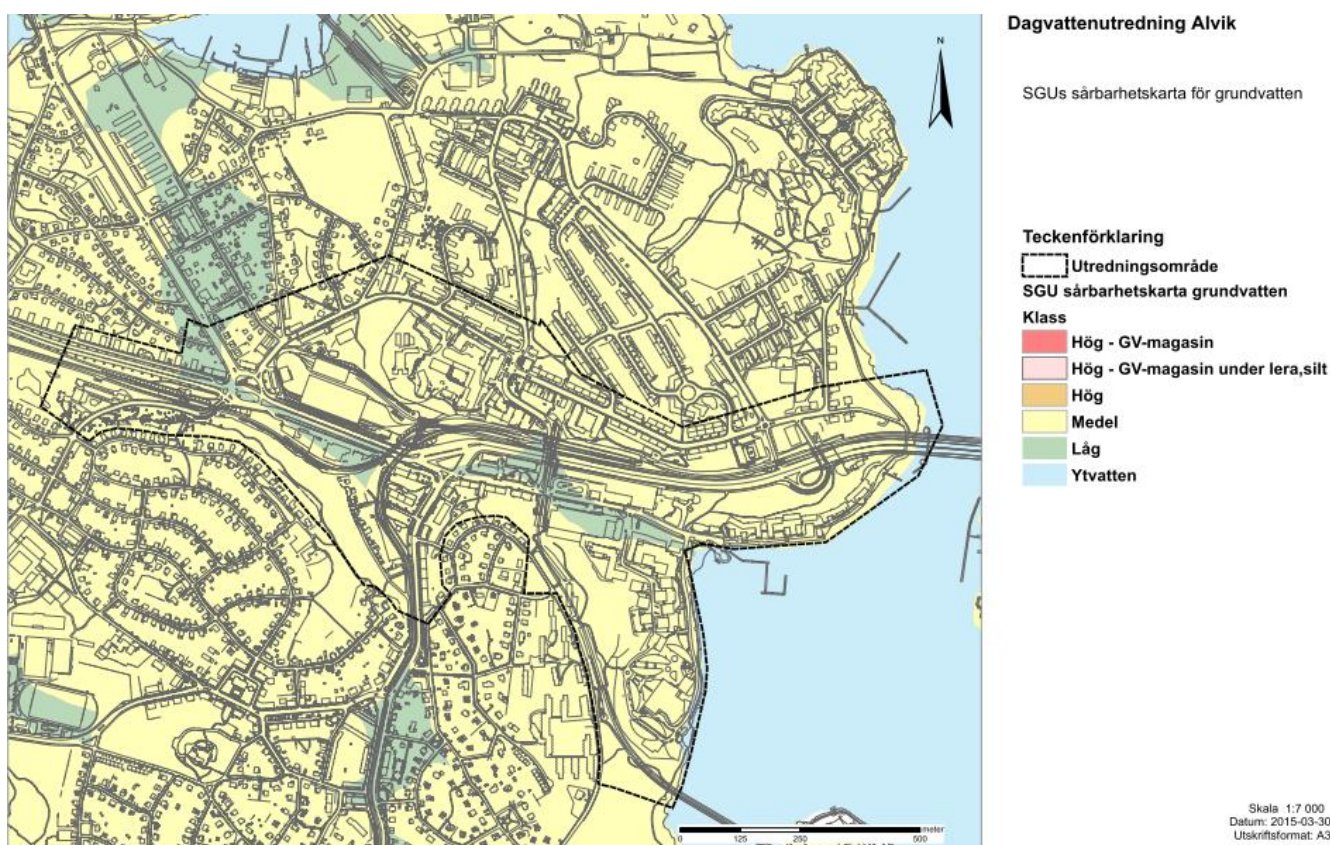 Dagvattenutredning Alvik
SGUs sårbarhetskarta för grundvatten
N
Teckenförklaring
Utredningsområde
SGU sårbarhetskarta grundvatten
Klass
Hög - GV-magasin
Hög - GV-magasin under lera,silt
Hög
Medel
Låg
Ytvatten
meter
0 125 250 500
Skala 1:7 000
Datum: 2015-03-30
Utskriftsformat: A3